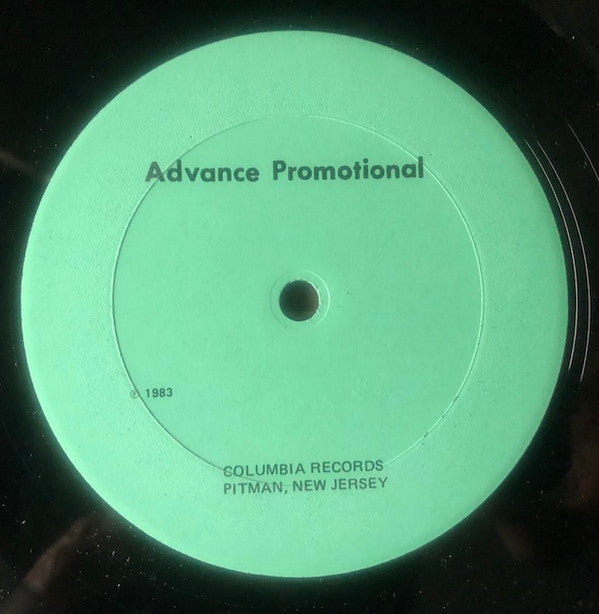 Advance Promotional
℗ 1983
COLUMBIA RECORDS
PITMAN, NEW JERSEY